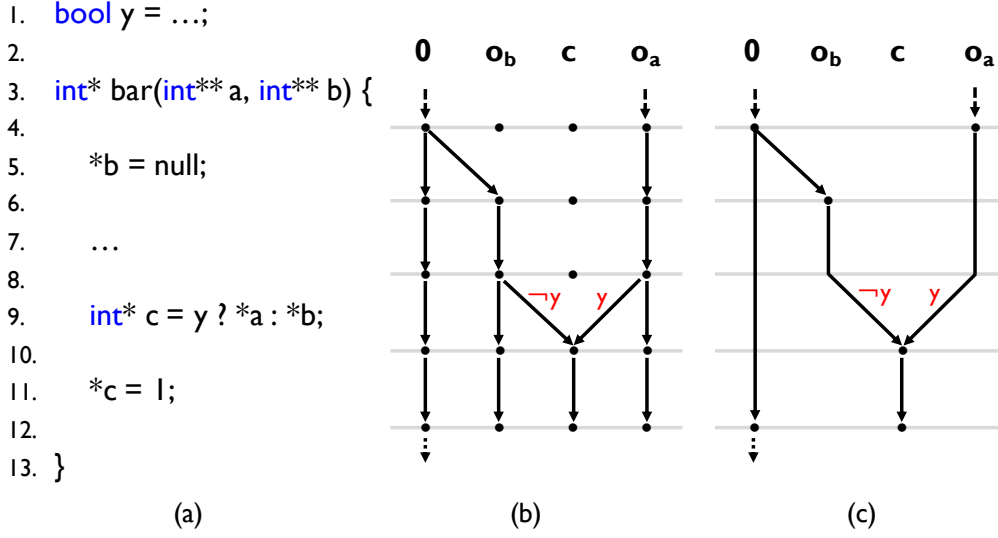 1. bool y = …;
2.
3. int* bar(int** a, int** b) {
4.
5. *b = null;
6.
7. …
8.
9. int* c = y ? *a : *b;
10.
11. *c = 1;
12.
13. }
(a)
0 o_b c o_a
¬y y
(b)
0 o_b c o_a
¬y y
(c)